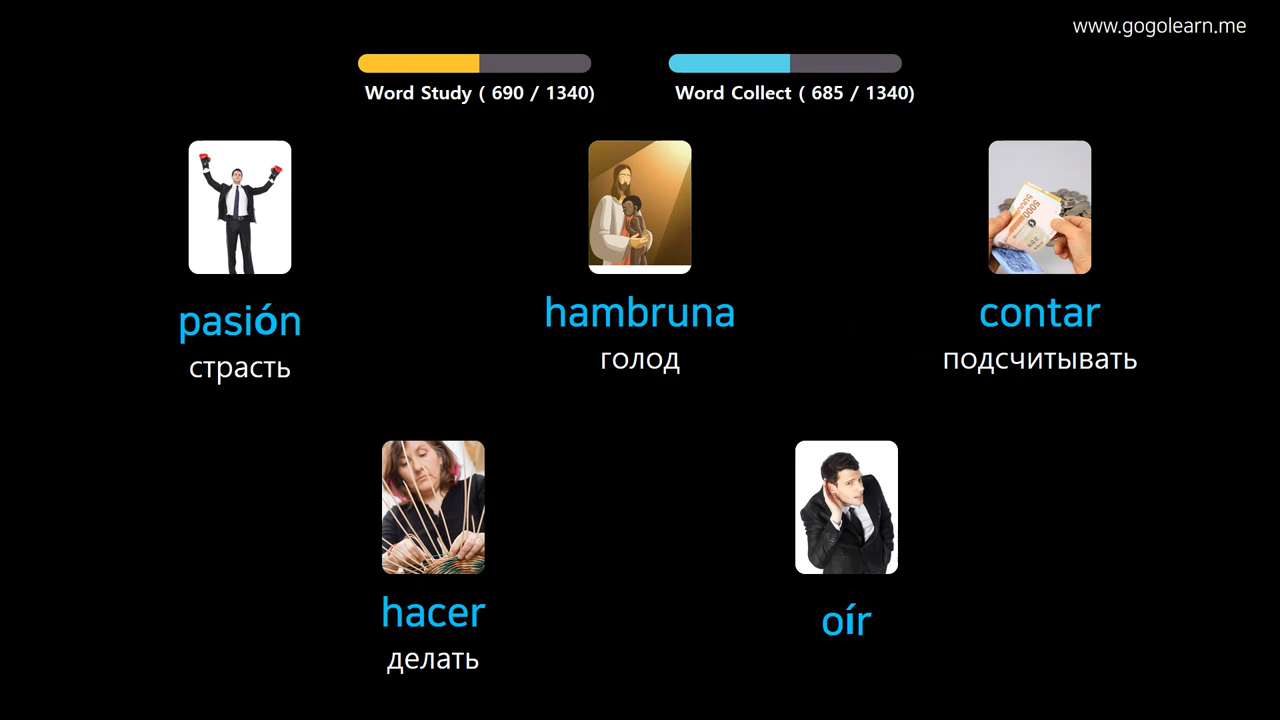 www.gogolearn.me
Word Study ( 690 / 1340)
Word Collect ( 685 / 1340)
pasión
страсть
hambruna
голод
contar
подсчитывать
hacer
делать
oír